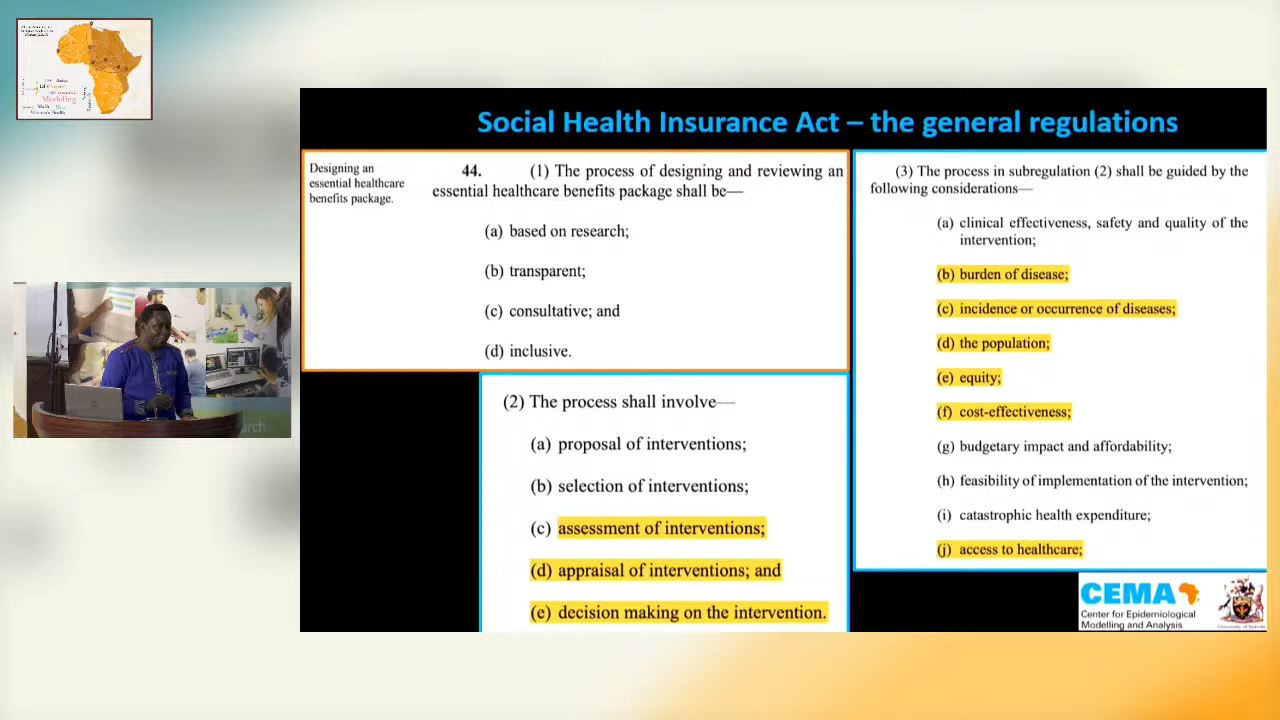 Social Health Insurance Act – the general regulations
Designing an
essential healthcare
benefits package.
44. (1) The process of designing and reviewing an
essential healthcare benefits package shall be—
(a) based on research;
(b) transparent;
(c) consultative; and
(d) inclusive.
(2) The process shall involve—
(a) proposal of interventions;
(b) selection of interventions;
(c) assessment of interventions;
(d) appraisal of interventions; and
(e) decision making on the intervention.
(3) The process in subregulation (2) shall be guided by the
following considerations—
(a) clinical effectiveness, safety and quality of the
intervention;
(b) burden of disease;
(c) incidence or occurrence of diseases;
(d) the population;
(e) equity;
(f) cost-effectiveness;
(g) budgetary impact and affordability;
(h) feasibility of implementation of the intervention;
(i) catastrophic health expenditure;
(j) access to healthcare;
CEMA
Center for Epidemiological
Modelling and Analysis
University of Nairobi
Modeling
Women's Health